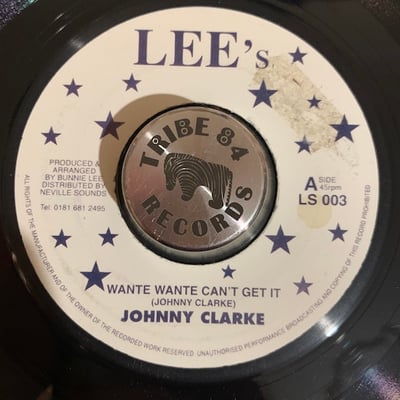 LEE's
TRIBE 84
RECORDS
PRODUCED &
ARRANGED
BY BUNNIE LEE
DISTRIBUTED BY
NEVILLE SOUNDS
Tel: 0181 681 2495
A SIDE
45rpm
LS 003
WANTE WANTE CAN'T GET IT
(JOHNNY CLARKE)
JOHNNY CLARKE
ALL RIGHTS OF THE MANUFACTURER AND OF THE OWNER OF THE RECORDED WORK RESERVED. UNAUTHORISED PERFORMANCE BROADCASTING AND COPYING OF THIS RECORD PROHIBITED